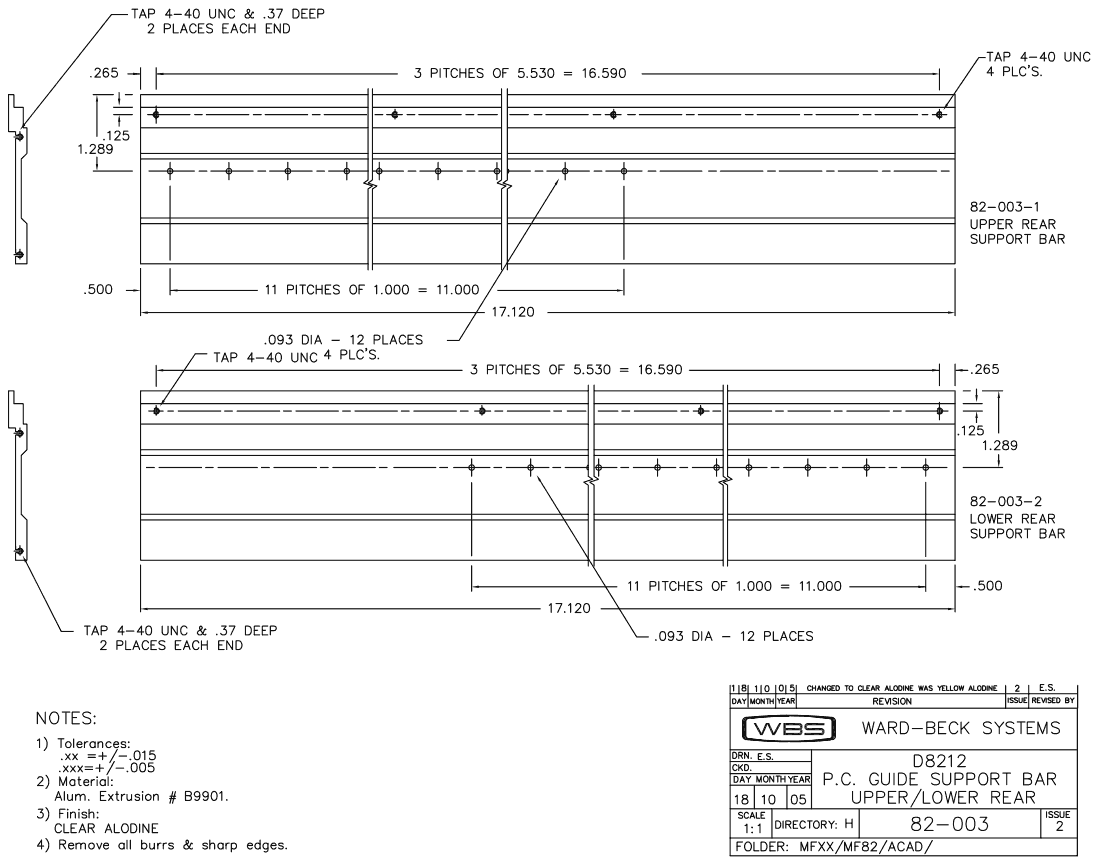 TAP 4-40 UNC & .37 DEEP
2 PLACES EACH END
.265
3 PITCHES OF 5.530 = 16.590
TAP 4-40 UNC
4 PLC'S.
.125
1.289
82-003-1
UPPER REAR
SUPPORT BAR
.500
11 PITCHES OF 1.000 = 11.000
17.120
.093 DIA - 12 PLACES
TAP 4-40 UNC 4 PLC'S.
3 PITCHES OF 5.530 = 16.590
.265
.125
1.289
82-003-2
LOWER REAR
SUPPORT BAR
11 PITCHES OF 1.000 = 11.000
.500
17.120
TAP 4-40 UNC & .37 DEEP
2 PLACES EACH END
.093 DIA - 12 PLACES
NOTES:
1) Tolerances:
.xx =+/-.015
.xxx=+/-.005
2) Material:
Alum. Extrusion # B9901.
3) Finish:
CLEAR ALODINE
4) Remove all burrs & sharp edges.
18 10 05 CHANGED TO CLEAR ALODINE WAS YELLOW ALODINE 2 E.S.
DAY MONTH YEAR REVISION ISSUE REVISED BY
WBS WARD-BECK SYSTEMS
DRN. E.S.
CKD.
DAY MONTH YEAR
18 10 05
D8212
P.C. GUIDE SUPPORT BAR
UPPER/LOWER REAR
SCALE
1:1
DIRECTORY: H
82-003
ISSUE
2
FOLDER: MFXX/MF82/ACAD/